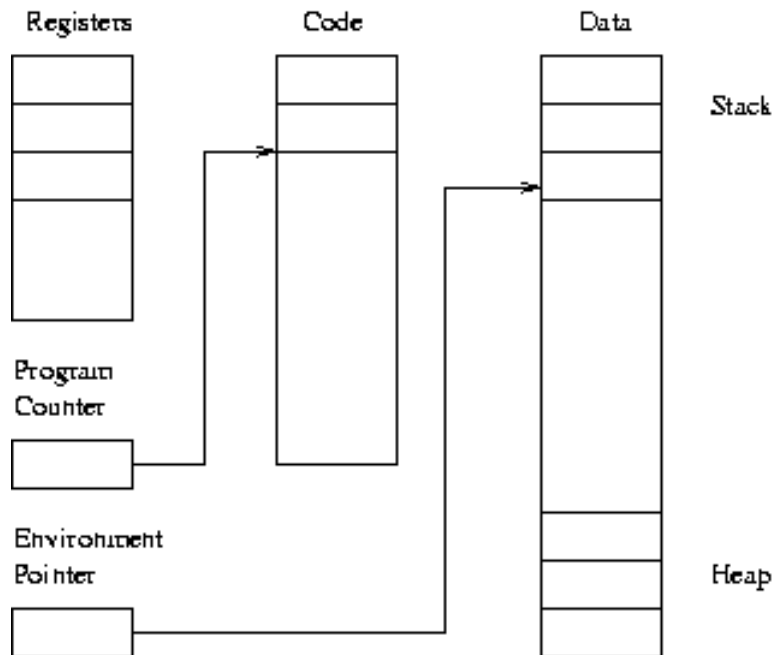 Registers
Code
Data
Stack
Program
Counter
Environment
Pointer
Heap